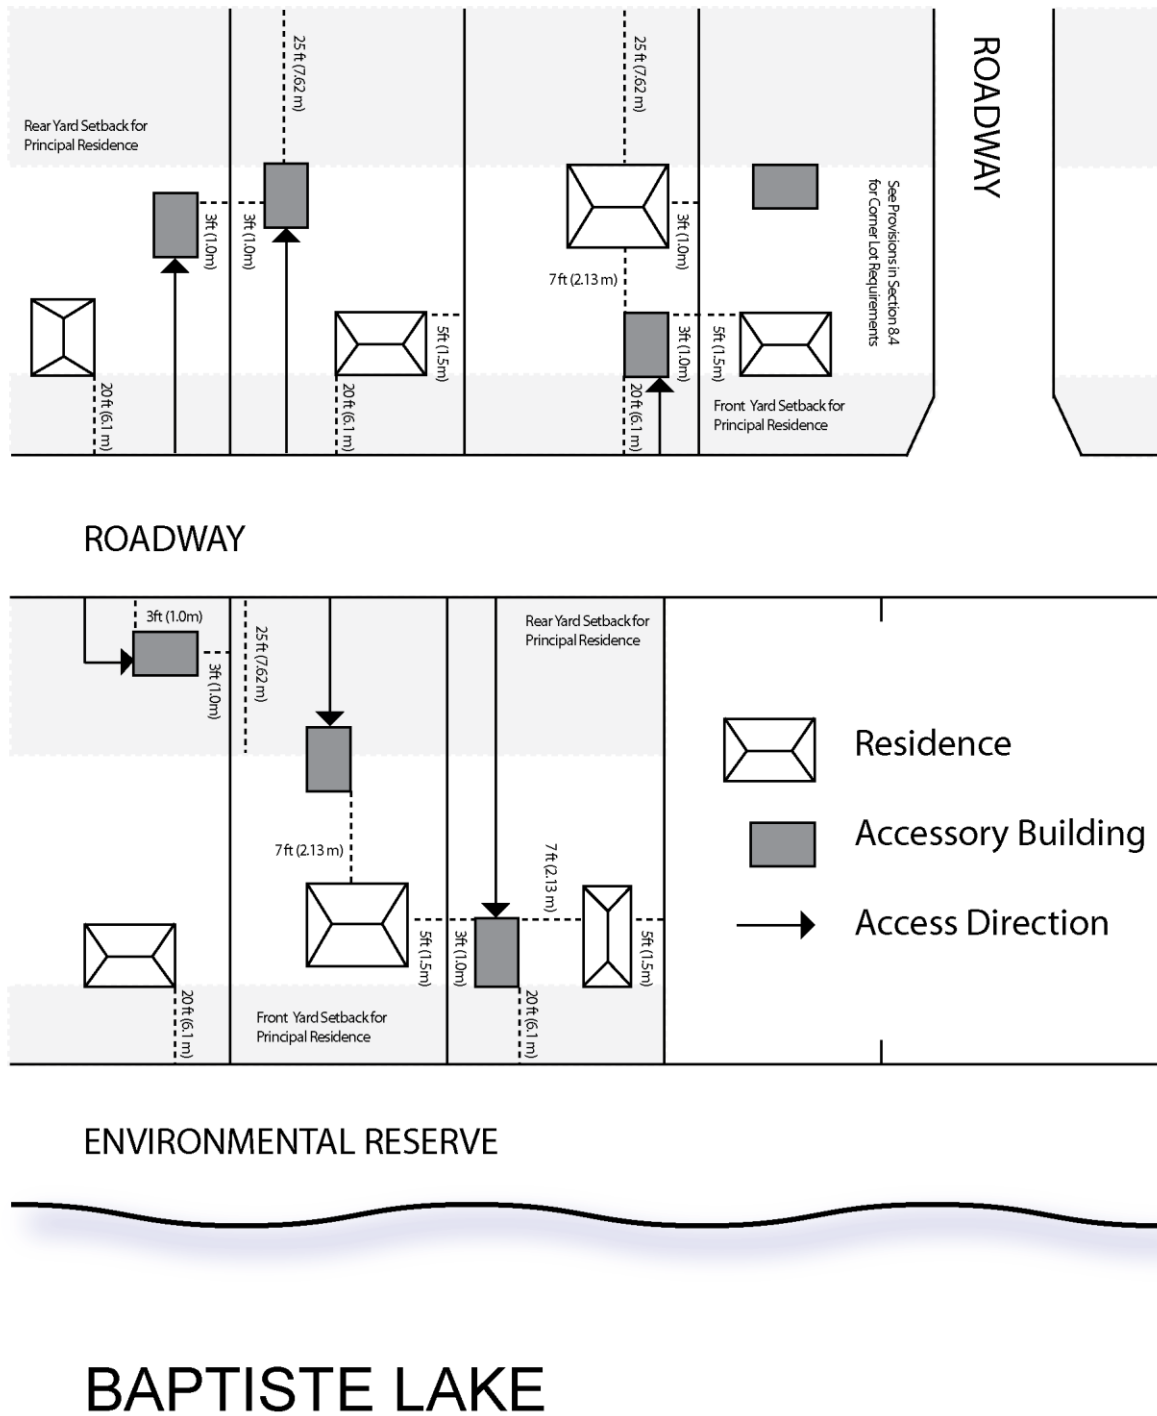 25 ft (7.62 m)
25 ft (7.62 m)
ROADWAY
Rear Yard Setback for
Principal Residence
3ft (1.0m)
3ft (1.0m)
3ft (1.0m)
See Provisions in Section 8.4
for Corner Lot Requirements
7 ft (2.13 m)
5ft (1.5m)
3ft (1.0m)
5ft (1.5m)
20 ft (6.1 m)
20 ft (6.1 m)
20 ft (6.1 m)
Front Yard Setback for
Principal Residence
ROADWAY
3ft (1.0m)
3ft (1.0m)
25 ft (7.62 m)
Rear Yard Setback for
Principal Residence
Residence
Accessory Building
Access Direction
7 ft (2.13 m)
7 ft (2.13 m)
5ft (1.5m)
3ft (1.0m)
5ft (1.5m)
20 ft (6.1 m)
Front Yard Setback for
Principal Residence
20 ft (6.1 m)
ENVIRONMENTAL RESERVE
BAPTISTE LAKE